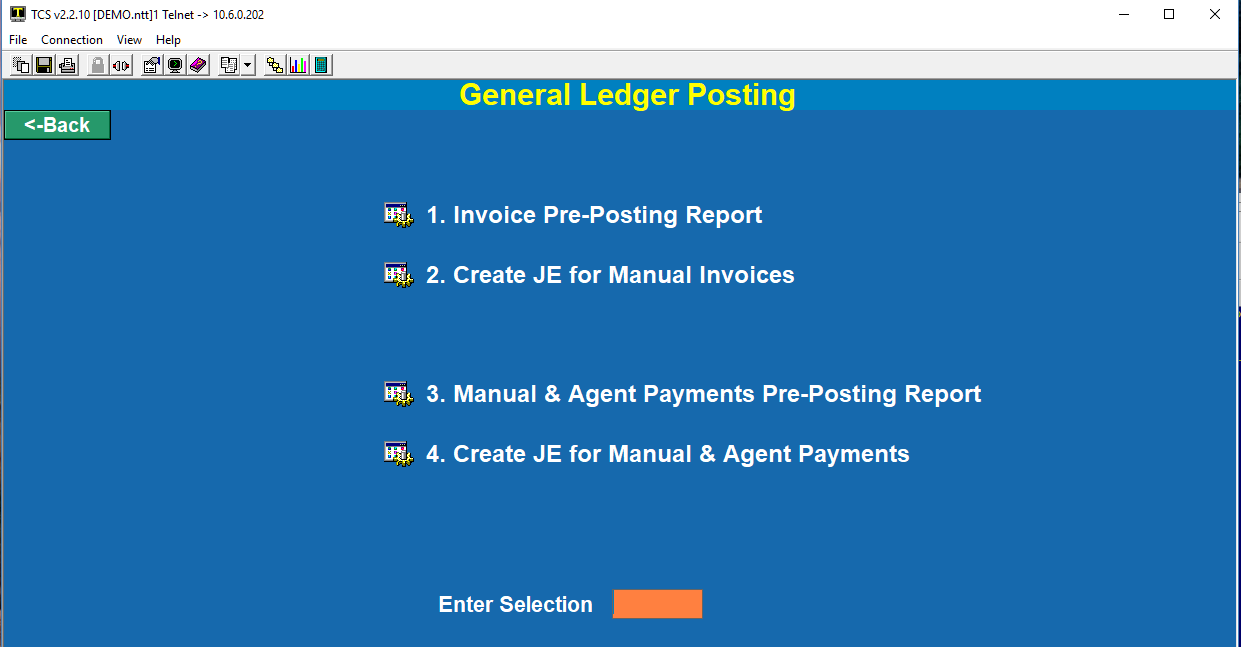 TCS v2.2.10 [DEMO.ntt]1 Telnet -> 10.6.0.202
File Connection View Help
General Ledger Posting
<-Back
1. Invoice Pre-Posting Report
2. Create JE for Manual Invoices
3. Manual & Agent Payments Pre-Posting Report
4. Create JE for Manual & Agent Payments
Enter Selection